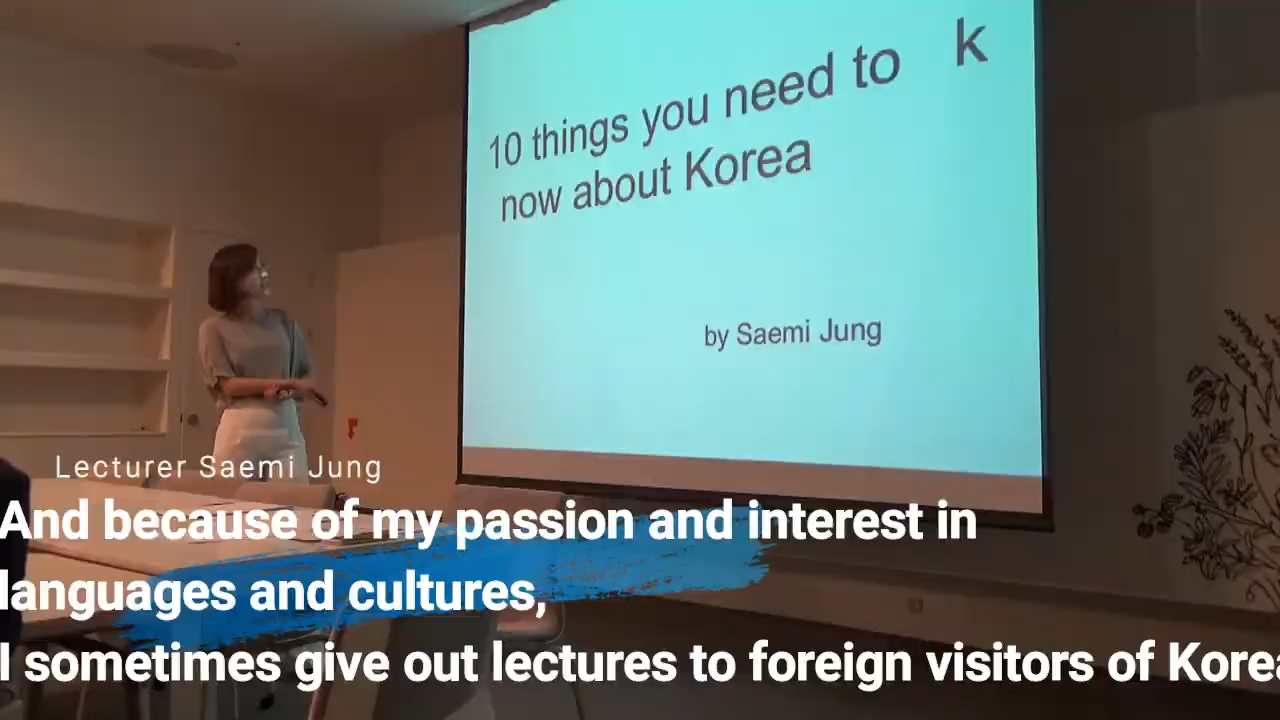 10 things you need to k
now about Korea
by Saemi Jung
Lecturer Saemi Jung
And because of my passion and interest in
languages and cultures,
I sometimes give out lectures to foreign visitors of Korea